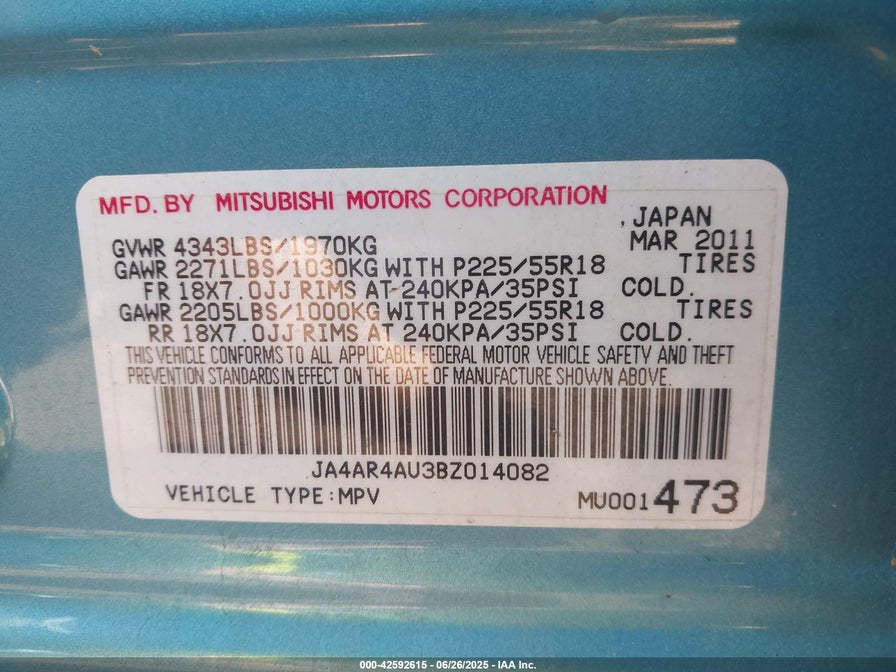 MFD. BY MITSUBISHI MOTORS CORPORATION
, JAPAN
GVWR 4343LBS/1970KG MAR 2011
GAWR 2271LBS/1030KG WITH P225/55R18 TIRES
FR 18X7.0JJ RIMS AT 240KPA/35PSI COLD.
GAWR 2205LBS/1000KG WITH P225/55R18 TIRES
RR 18X7.0JJ RIMS AT 240KPA/35PSI COLD.
THIS VEHICLE CONFORMS TO ALL APPLICABLE FEDERAL MOTOR VEHICLE SAFETY AND THEFT
PREVENTION STANDARDS IN EFFECT ON THE DATE OF MANUFACTURE SHOWN ABOVE.
JA4AR4AU3BZ014082
VEHICLE TYPE:MPV MU001473
000-42592615 - 06/26/2025 - IAA Inc.